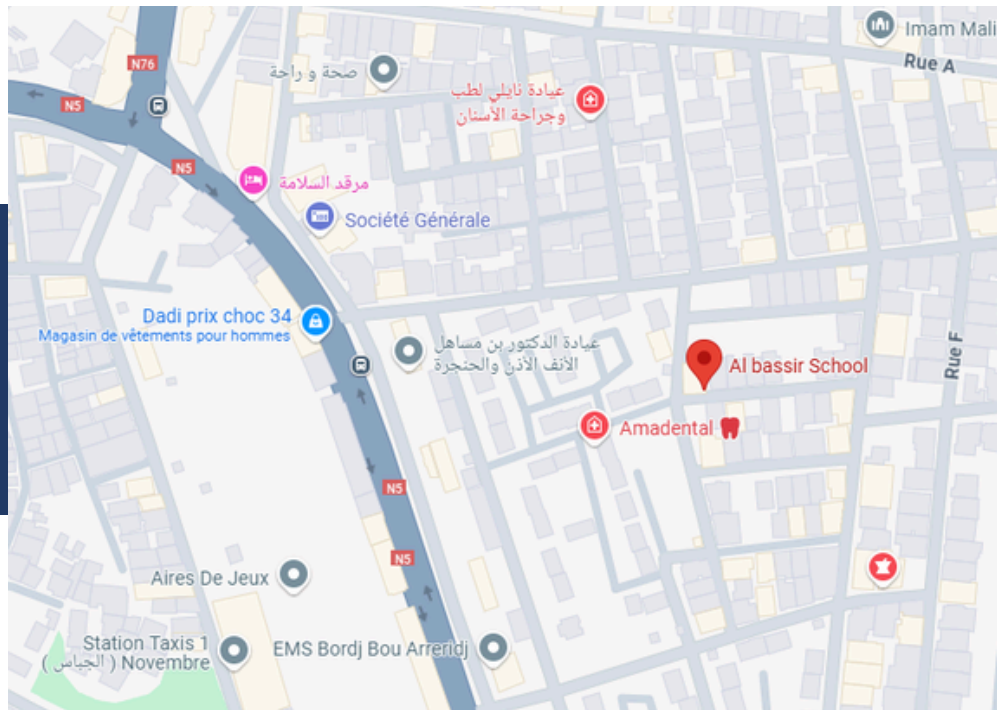 Imam Mali
Rue A
N76
صحة و راحة
عيادة نايلي لطب
وجراحة الأسنان
N5
N5
مرقد السلامة
Société Générale
Dadi prix choc 34
Magasin de vêtements pour hommes
عيادة الدكتور بن مساهل
الأنف الأذن والحنجرة
Rue F
Al bassir School
Amadental
N5
N5
Aires De Jeux
Station Taxis 1
Novembre ( الجباس )
EMS Bordj Bou Arreridj